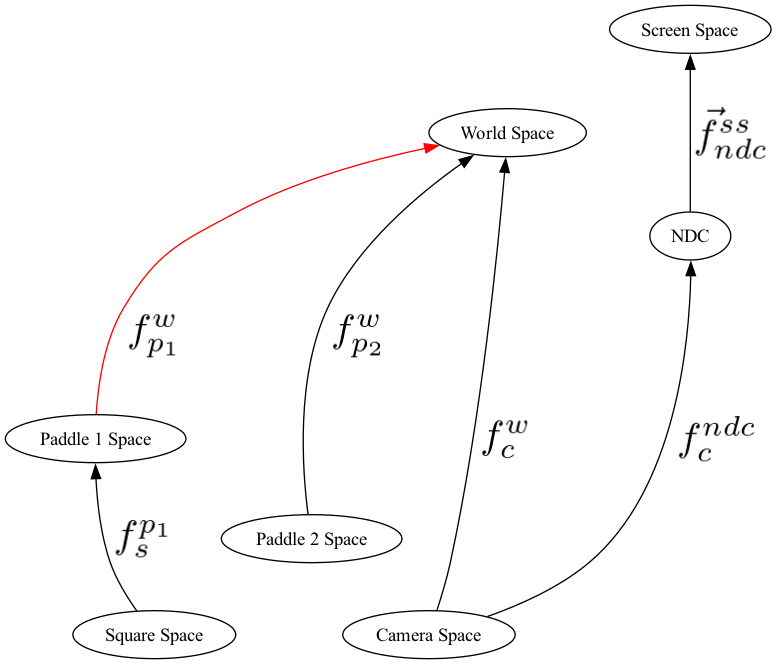 Screen Space
World Space
$\vec{f}_{ndc}^{ss}$
NDC
$f_{p_1}^{w}$
$f_{p_2}^{w}$
Paddle 1 Space
$f_{c}^{w}$
$f_{c}^{ndc}$
$f_{s}^{p_1}$
Paddle 2 Space
Square Space
Camera Space